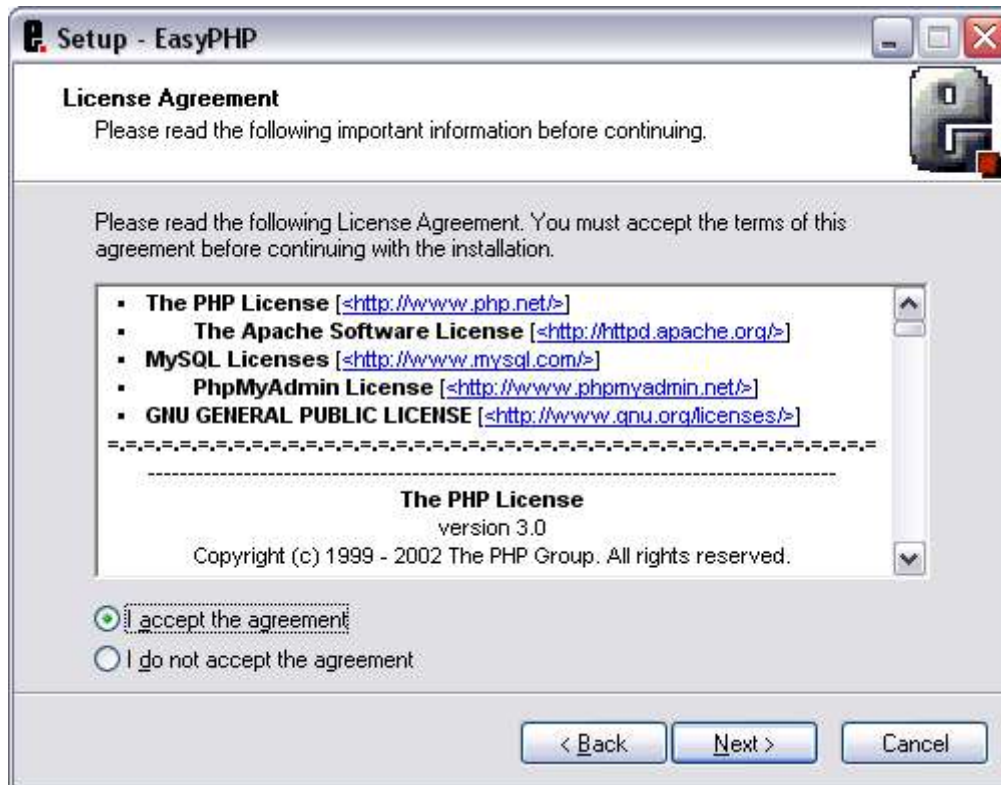 Setup - EasyPHP
License Agreement
Please read the following important information before continuing.
Please read the following License Agreement. You must accept the terms of this
agreement before continuing with the installation.
▪ The PHP License [<http://www.php.net/>]
▪ The Apache Software License [<http://httpd.apache.org/>]
▪ MySQL Licenses [<http://www.mysql.com/>]
▪ PhpMyAdmin License [<http://www.phpmyadmin.net/>]
▪ GNU GENERAL PUBLIC LICENSE [<http://www.gnu.org/licenses/>]
=.=.=.=.=.=.=.=.=.=.=.=.=.=.=.=.=.=.=.=.=.=.=.=.=.=.=.=.=.=.=.=.=.=.=.=.=.=.=.=.=
--------------------------------------------------------------------------------------
The PHP License
version 3.0
Copyright (c) 1999 - 2002 The PHP Group. All rights reserved.
I accept the agreement
I do not accept the agreement
< Back
Next >
Cancel